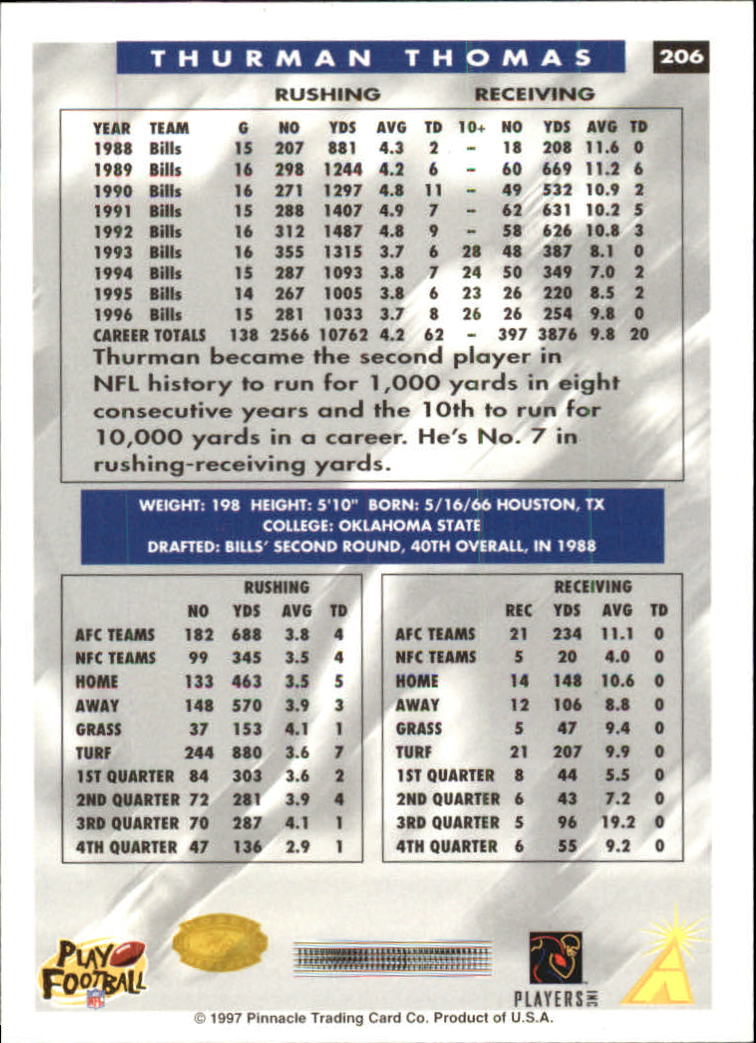 THURMAN THOMAS 206
RUSHING RECEIVING
YEAR TEAM G NO YDS AVG TD 10+ NO YDS AVG TD
1988 Bills 15 207 881 4.3 2 - 18 208 11.6 0
1989 Bills 16 298 1244 4.2 6 - 60 669 11.2 6
1990 Bills 16 271 1297 4.8 11 - 49 532 10.9 2
1991 Bills 15 288 1407 4.9 7 - 62 631 10.2 5
1992 Bills 16 312 1487 4.8 9 - 58 626 10.8 3
1993 Bills 16 355 1315 3.7 6 28 48 387 8.1 0
1994 Bills 15 287 1093 3.8 7 24 50 349 7.0 2
1995 Bills 14 267 1005 3.8 6 23 26 220 8.5 2
1996 Bills 15 281 1033 3.7 8 26 26 254 9.8 0
CAREER TOTALS 138 2566 10762 4.2 62 - 397 3876 9.8 20
Thurman became the second player in
NFL history to run for 1,000 yards in eight
consecutive years and the 10th to run for
10,000 yards in a career. He's No. 7 in
rushing-receiving yards.
WEIGHT: 198 HEIGHT: 5'10" BORN: 5/16/66 HOUSTON, TX
COLLEGE: OKLAHOMA STATE
DRAFTED: BILLS' SECOND ROUND, 40TH OVERALL, IN 1988
RUSHING
NO YDS AVG TD
AFC TEAMS 182 688 3.8 4
NFC TEAMS 99 345 3.5 4
HOME 133 463 3.5 5
AWAY 148 570 3.9 3
GRASS 37 153 4.1 1
TURF 244 880 3.6 7
1ST QUARTER 84 303 3.6 2
2ND QUARTER 72 281 3.9 4
3RD QUARTER 70 287 4.1 1
4TH QUARTER 47 136 2.9 1
RECEIVING
REC YDS AVG TD
AFC TEAMS 21 234 11.1 0
NFC TEAMS 5 20 4.0 0
HOME 14 148 10.6 0
AWAY 12 106 8.8 0
GRASS 5 47 9.4 0
TURF 21 207 9.9 0
1ST QUARTER 8 44 5.5 0
2ND QUARTER 6 43 7.2 0
3RD QUARTER 5 96 19.2 0
4TH QUARTER 6 55 9.2 0
PLAY
FOOTBALL
NFL
PLAYERS INC
© 1997 Pinnacle Trading Card Co. Product of U.S.A.